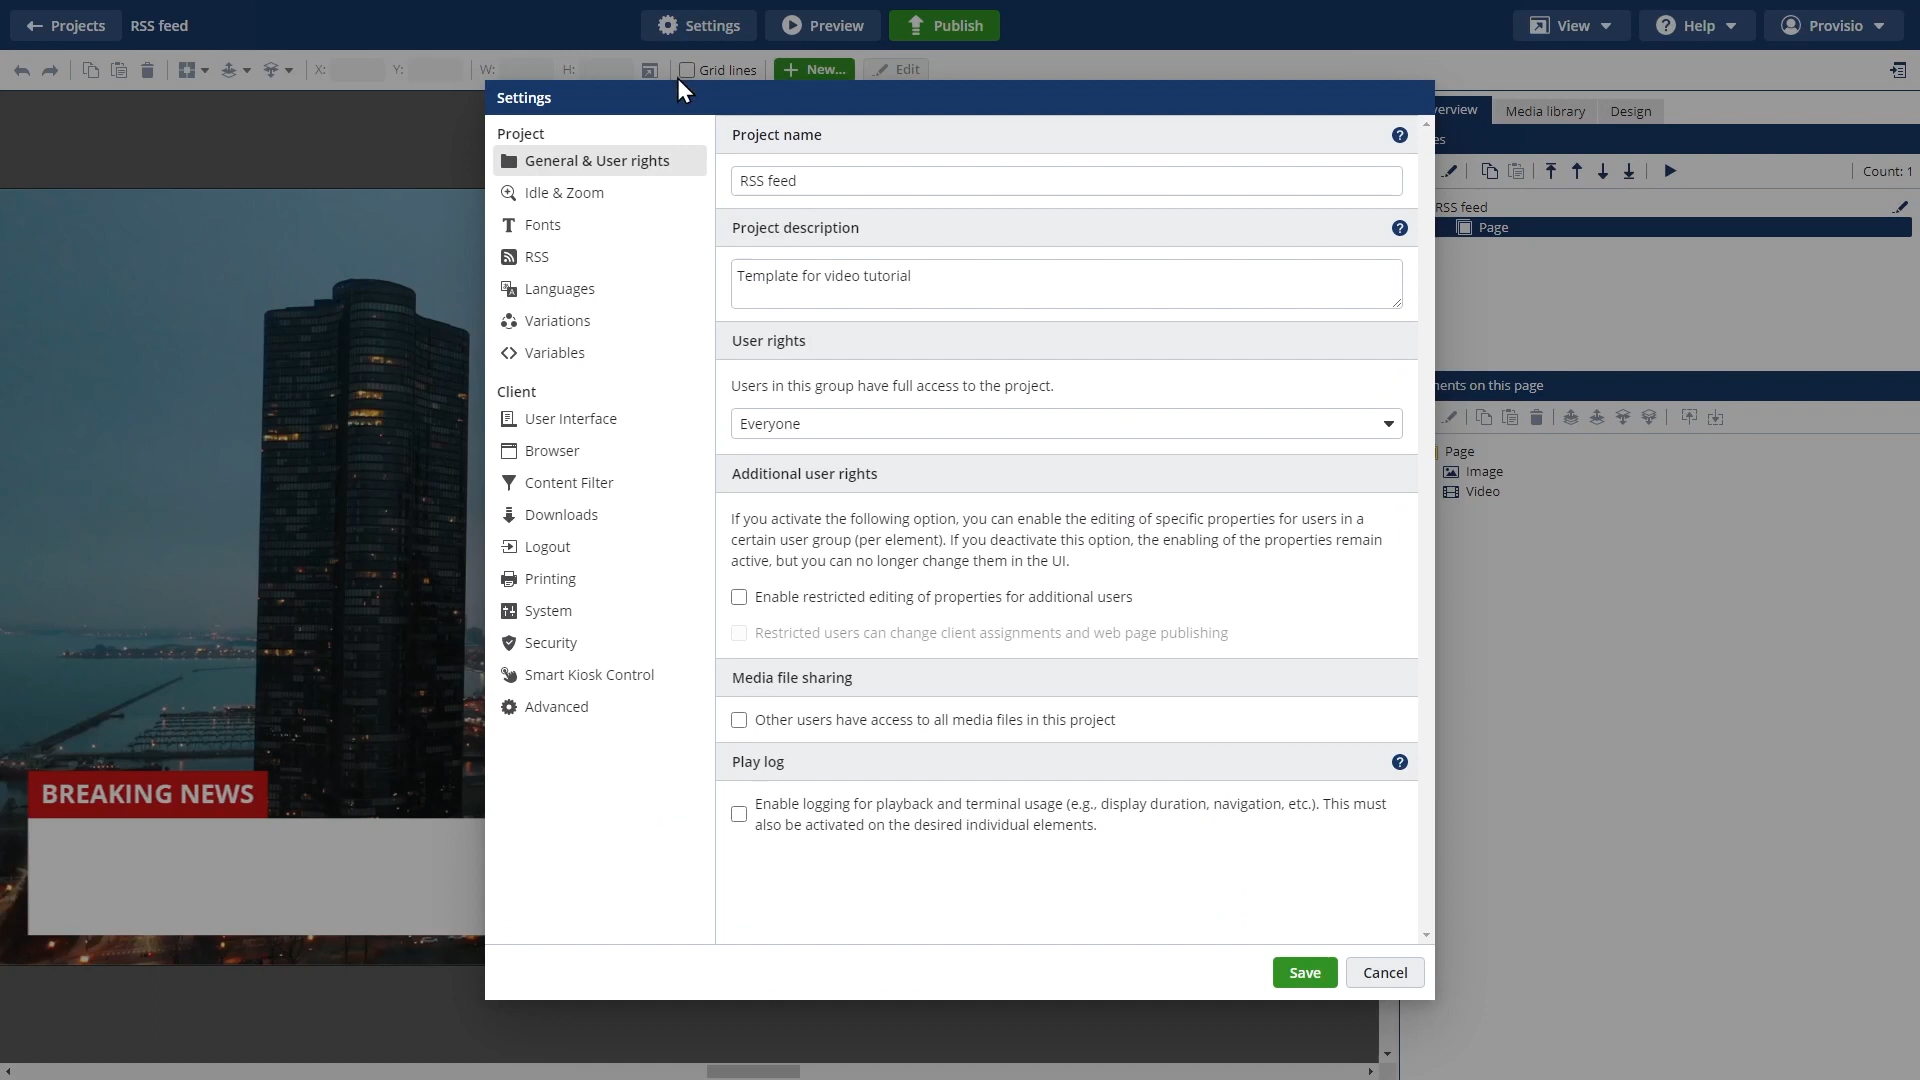 Projects RSS feed Settings Preview Publish View Help Provisio
X: Y: W: H: Grid lines New... Edit
Settings
Project
General & User rights
Idle & Zoom
Fonts
RSS
Languages
Variations
Variables
Client
User Interface
Browser
Content Filter
Downloads
Logout
Printing
System
Security
Smart Kiosk Control
Advanced
Project name
RSS feed
Project description
Template for video tutorial
User rights
Users in this group have full access to the project.
Everyone
Additional user rights
If you activate the following option, you can enable the editing of specific properties for users in a
certain user group (per element). If you deactivate this option, the enabling of the properties remain
active, but you can no longer change them in the UI.
Enable restricted editing of properties for additional users
Restricted users can change client assignments and web page publishing
Media file sharing
Other users have access to all media files in this project
Play log
Enable logging for playback and terminal usage (e.g., display duration, navigation, etc.). This must
also be activated on the desired individual elements.
Save Cancel
BREAKING NEWS
Media library Design
Count: 1
RSS feed
Page
on this page
Page
Image
Video